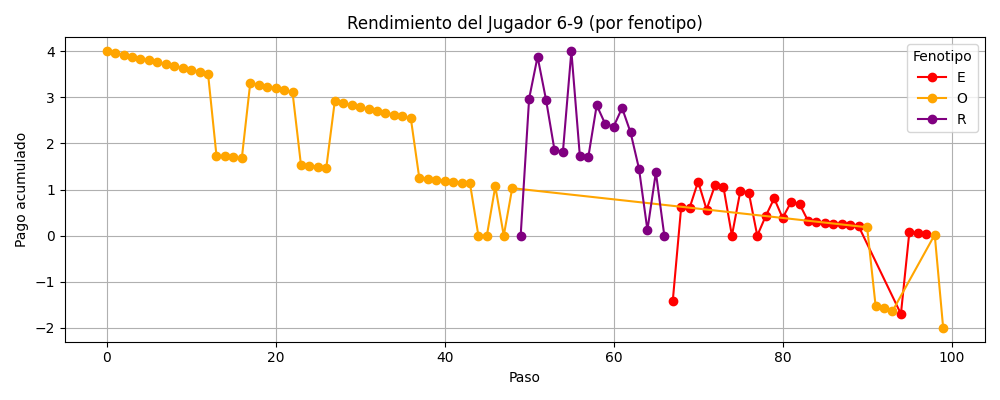 Rendimiento del Jugador 6-9 (por fenotipo)
Pago acumulado
4
3
2
1
0
−1
−2
Fenotipo
E
O
R
0
20
40
60
80
100
Paso